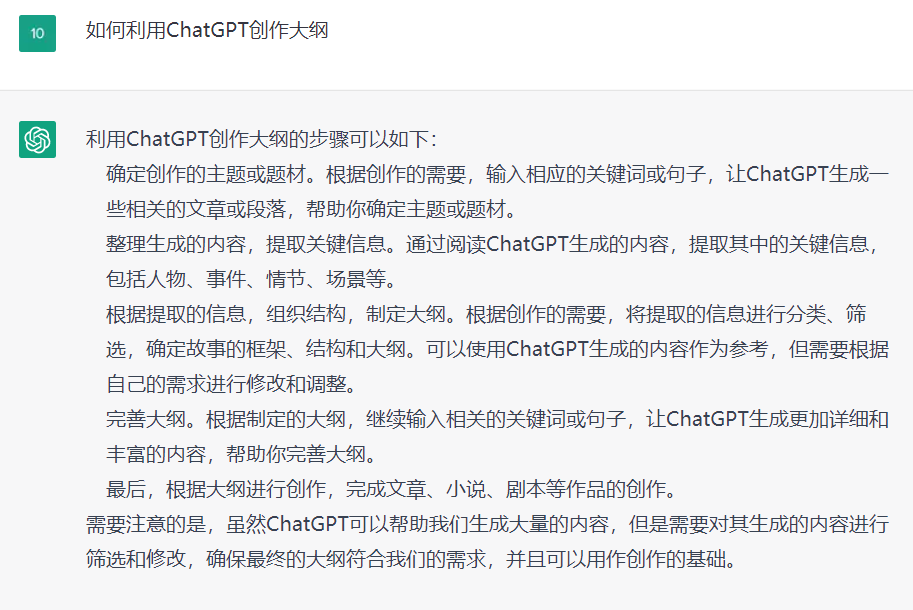 10
如何利用ChatGPT创作大纲
利用ChatGPT创作大纲的步骤可以如下：
确定创作的主题或题材。根据创作的需要，输入相应的关键词或句子，让ChatGPT生成一
些相关的文章或段落，帮助你确定主题或题材。
整理生成的内容，提取关键信息。通过阅读ChatGPT生成的内容，提取其中的关键信息，
包括人物、事件、情节、场景等。
根据提取的信息，组织结构，制定大纲。根据创作的需要，将提取的信息进行分类、筛
选，确定故事的框架、结构和大纲。可以使用ChatGPT生成的内容作为参考，但需要根据
自己的需求进行修改和调整。
完善大纲。根据制定的大纲，继续输入相关的关键词或句子，让ChatGPT生成更加详细和
丰富的内容，帮助你完善大纲。
最后，根据大纲进行创作，完成文章、小说、剧本等作品的创作。
需要注意的是，虽然ChatGPT可以帮助我们生成大量的内容，但是需要对其生成的内容进行
筛选和修改，确保最终的大纲符合我们的需求，并且可以用作创作的基础。